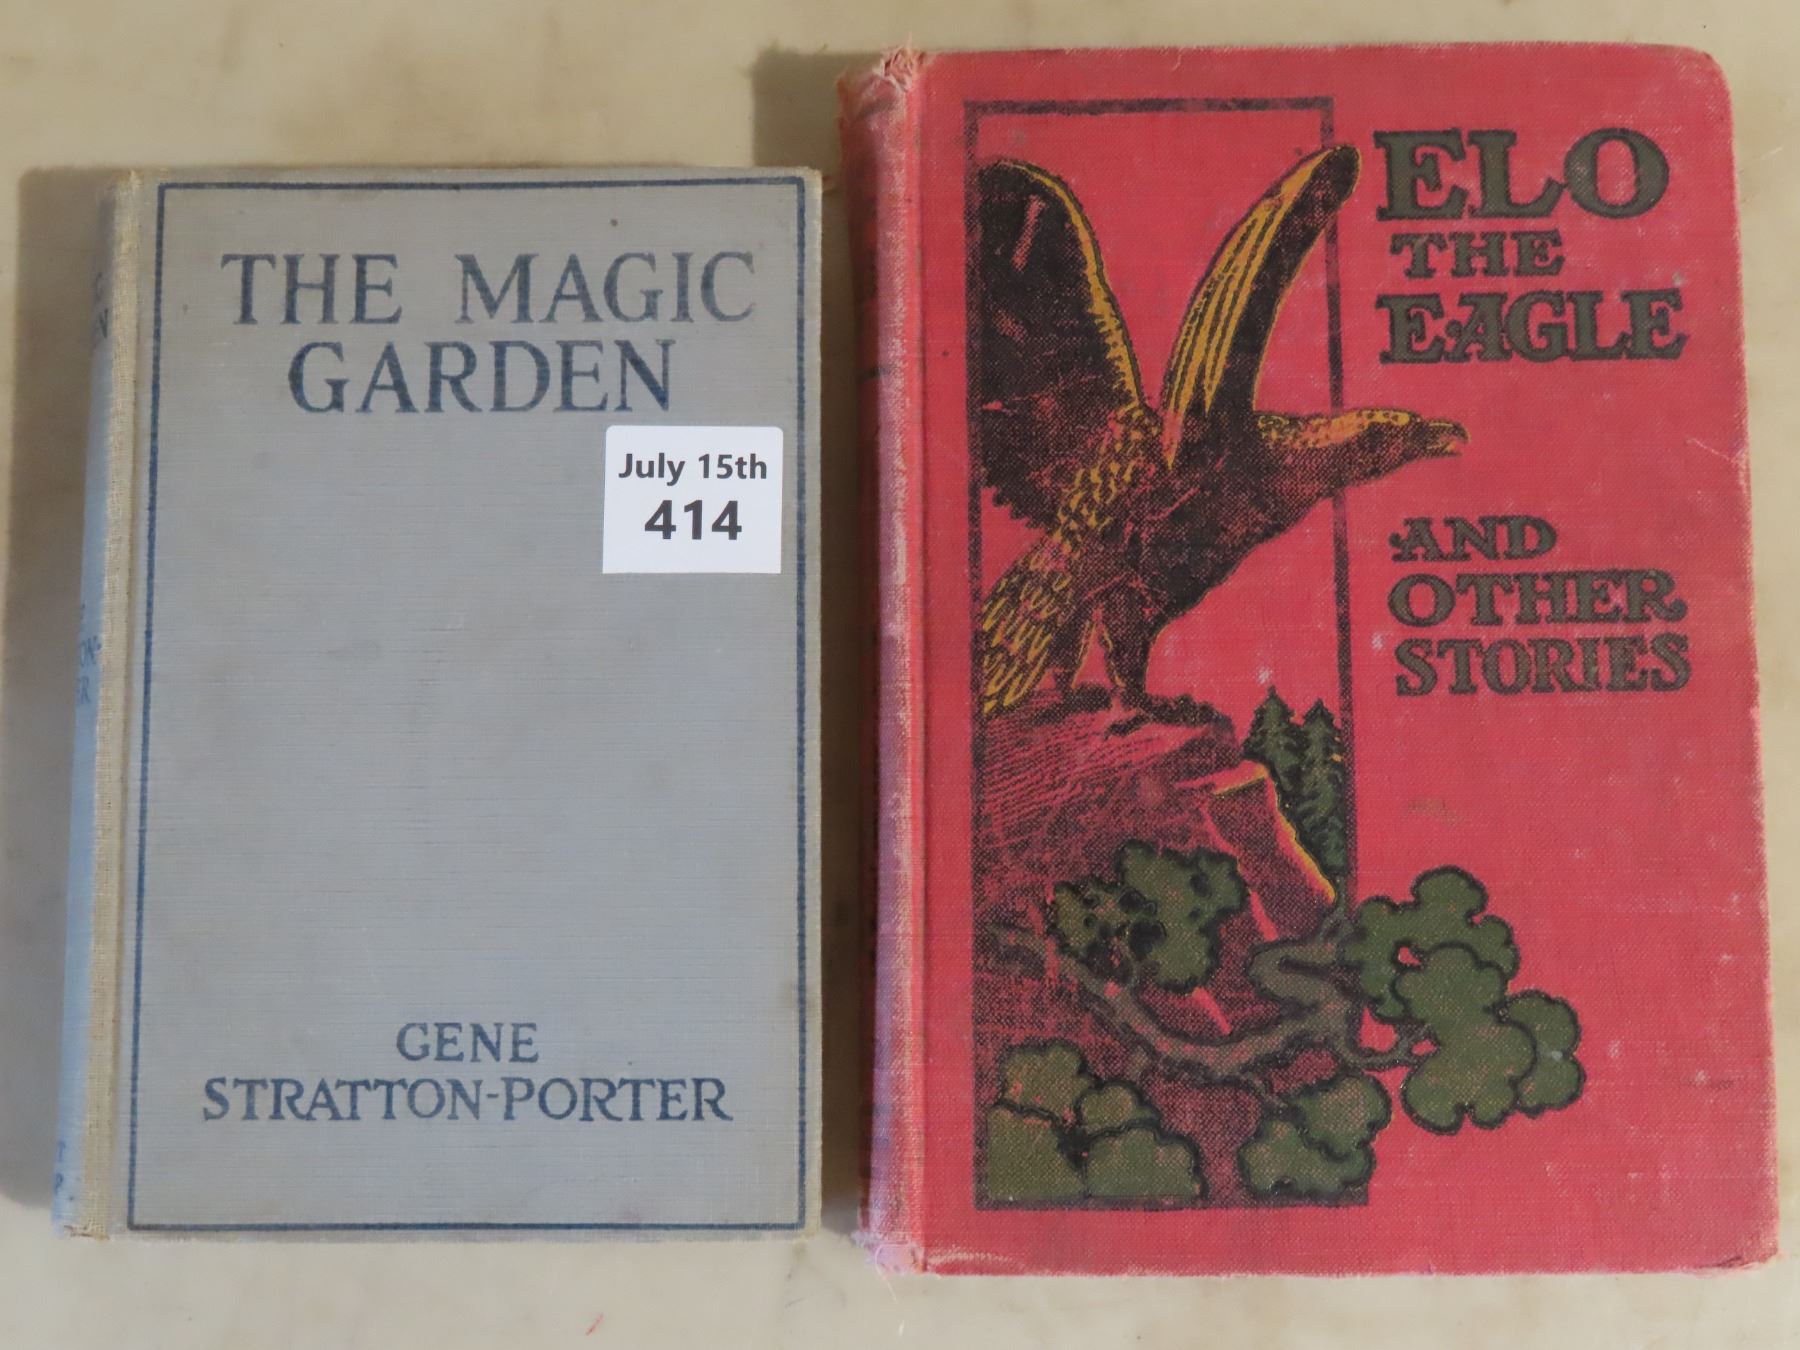 THE MAGIC
GARDEN
July 15th
414
GENE
STRATTON-PORTER
ELO
THE
EAGLE
AND
OTHER
STORIES